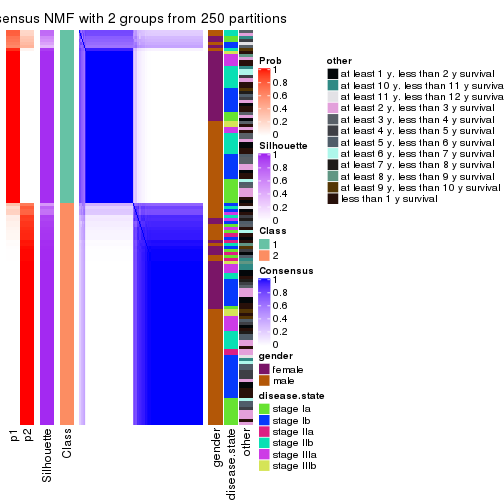 sensus NMF with 2 groups from 250 partitions
Prob
1
0.8
0.6
0.4
0.2
0
Silhouette
1
0.8
0.6
0.4
0.2
0
Class
1
2
Consensus
1
0.8
0.6
0.4
0.2
0
gender
female
male
disease.state
stage Ia
stage Ib
stage IIa
stage IIb
stage IIIa
stage IIIb
other
at least 1 y. less than 2 y survival
at least 10 y. less than 11 y surviva
at least 11 y. less than 12 y surviva
at least 2 y. less than 3 y survival
at least 3 y. less than 4 y survival
at least 4 y. less than 5 y survival
at least 5 y. less than 6 y survival
at least 6 y. less than 7 y survival
at least 7 y. less than 8 y survival
at least 8 y. less than 9 y survival
at least 9 y. less than 10 y survival
less than 1 y survival
p1
p2
Silhouette
Class
gender
disease.state
other